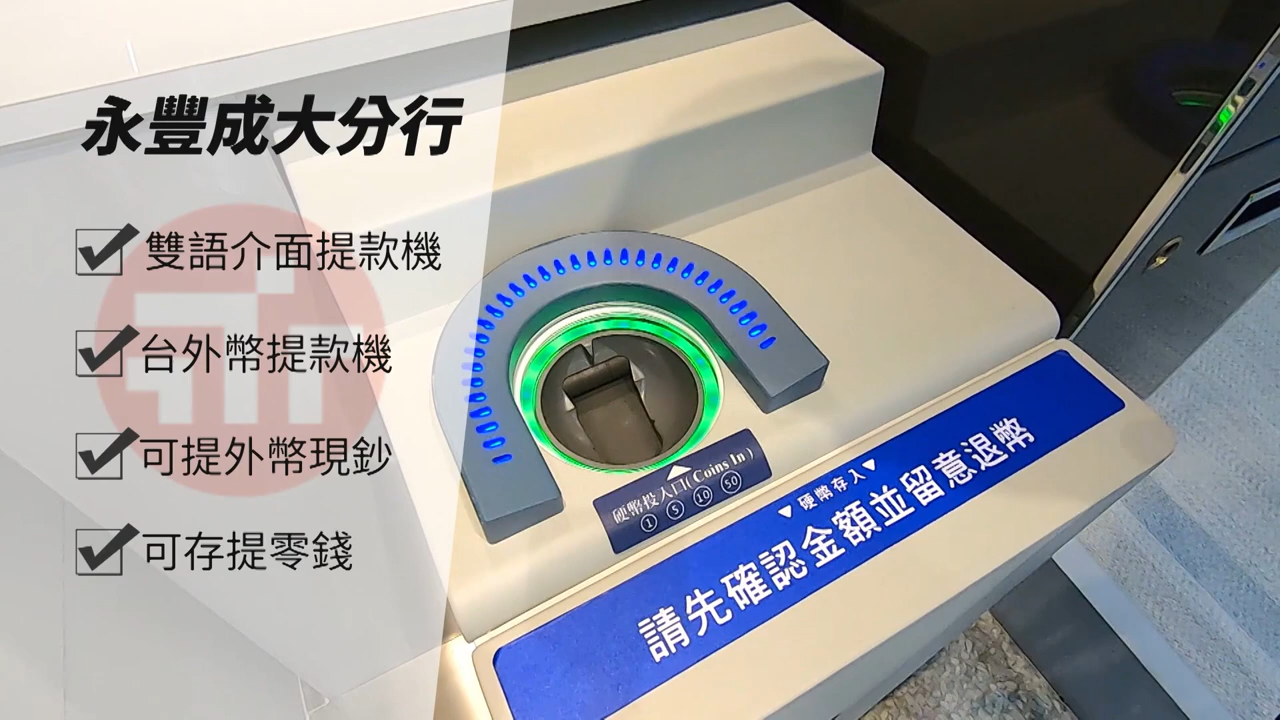 永豐成大分行
雙語介面提款機
台外幣提款機
可提外幣現鈔
可存提零錢
硬幣投入口(Coins In)
1 5 10 50
▼硬幣存入▼
請先確認金額並留意退幣